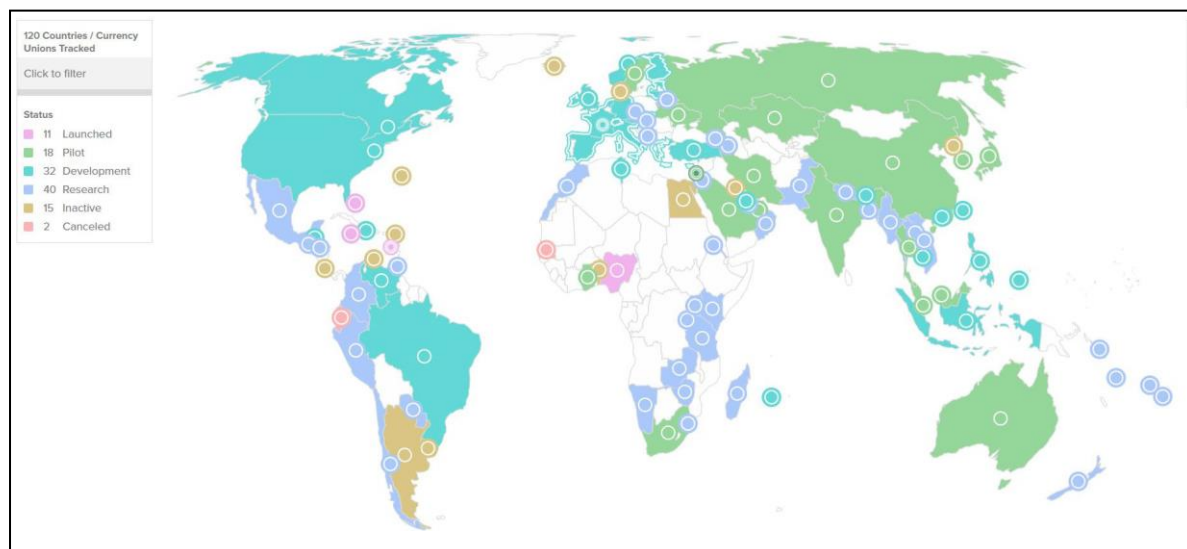 120 Countries / Currency
Unions Tracked
Click to filter
Status
11 Launched
18 Pilot
32 Development
40 Research
15 Inactive
2 Canceled